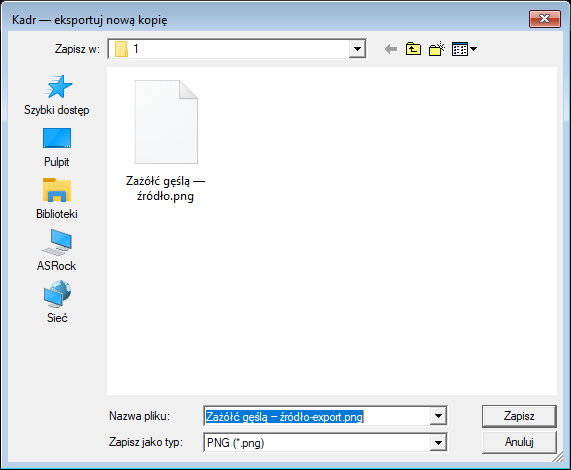 Kadr — eksportuj nową kopię
Zapisz w:
1
Szybki dostęp
Pulpit
Biblioteki
ASRock
Sieć
Zażółć gęślą —
źródło.png
Nazwa pliku:
Zażółć gęślą – źródło-export.png
Zapisz
Zapisz jako typ:
PNG (*.png)
Anuluj